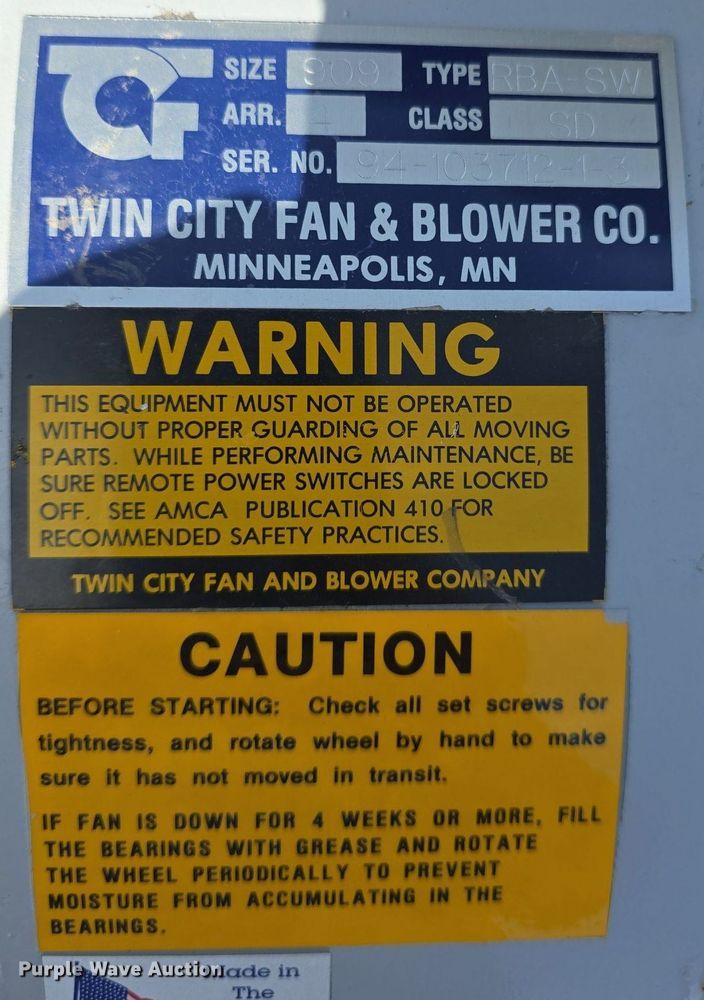 SIZE 909 TYPE RBA-SW
ARR. 4 CLASS SD
SER. NO. 94-103712-1-3
TWIN CITY FAN & BLOWER CO.
MINNEAPOLIS, MN
WARNING
THIS EQUIPMENT MUST NOT BE OPERATED
WITHOUT PROPER GUARDING OF ALL MOVING
PARTS. WHILE PERFORMING MAINTENANCE, BE
SURE REMOTE POWER SWITCHES ARE LOCKED
OFF. SEE AMCA PUBLICATION 410 FOR
RECOMMENDED SAFETY PRACTICES.
TWIN CITY FAN AND BLOWER COMPANY
CAUTION
BEFORE STARTING: Check all set screws for
tightness, and rotate wheel by hand to make
sure it has not moved in transit.
IF FAN IS DOWN FOR 4 WEEKS OR MORE, FILL
THE BEARINGS WITH GREASE AND ROTATE
THE WHEEL PERIODICALLY TO PREVENT
MOISTURE FROM ACCUMULATING IN THE
BEARINGS.
Purple Wave Auction
Made in
The